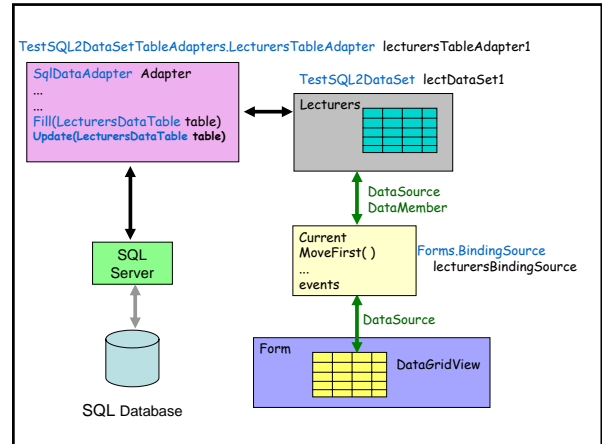 TestSQL2DataSetTableAdapters.LecturersTableAdapter lecturersTableAdapter1
SqlDataAdapter Adapter
...
...
Fill(LecturersDataTable table)
Update(LecturersDataTable table)
TestSQL2DataSet lectDataSet1
Lecturers
DataSource
DataMember
Current
MoveFirst( )
...
events
Forms.BindingSource
lecturersBindingSource
SQL
Server
DataSource
Form
DataGridView
SQL Database